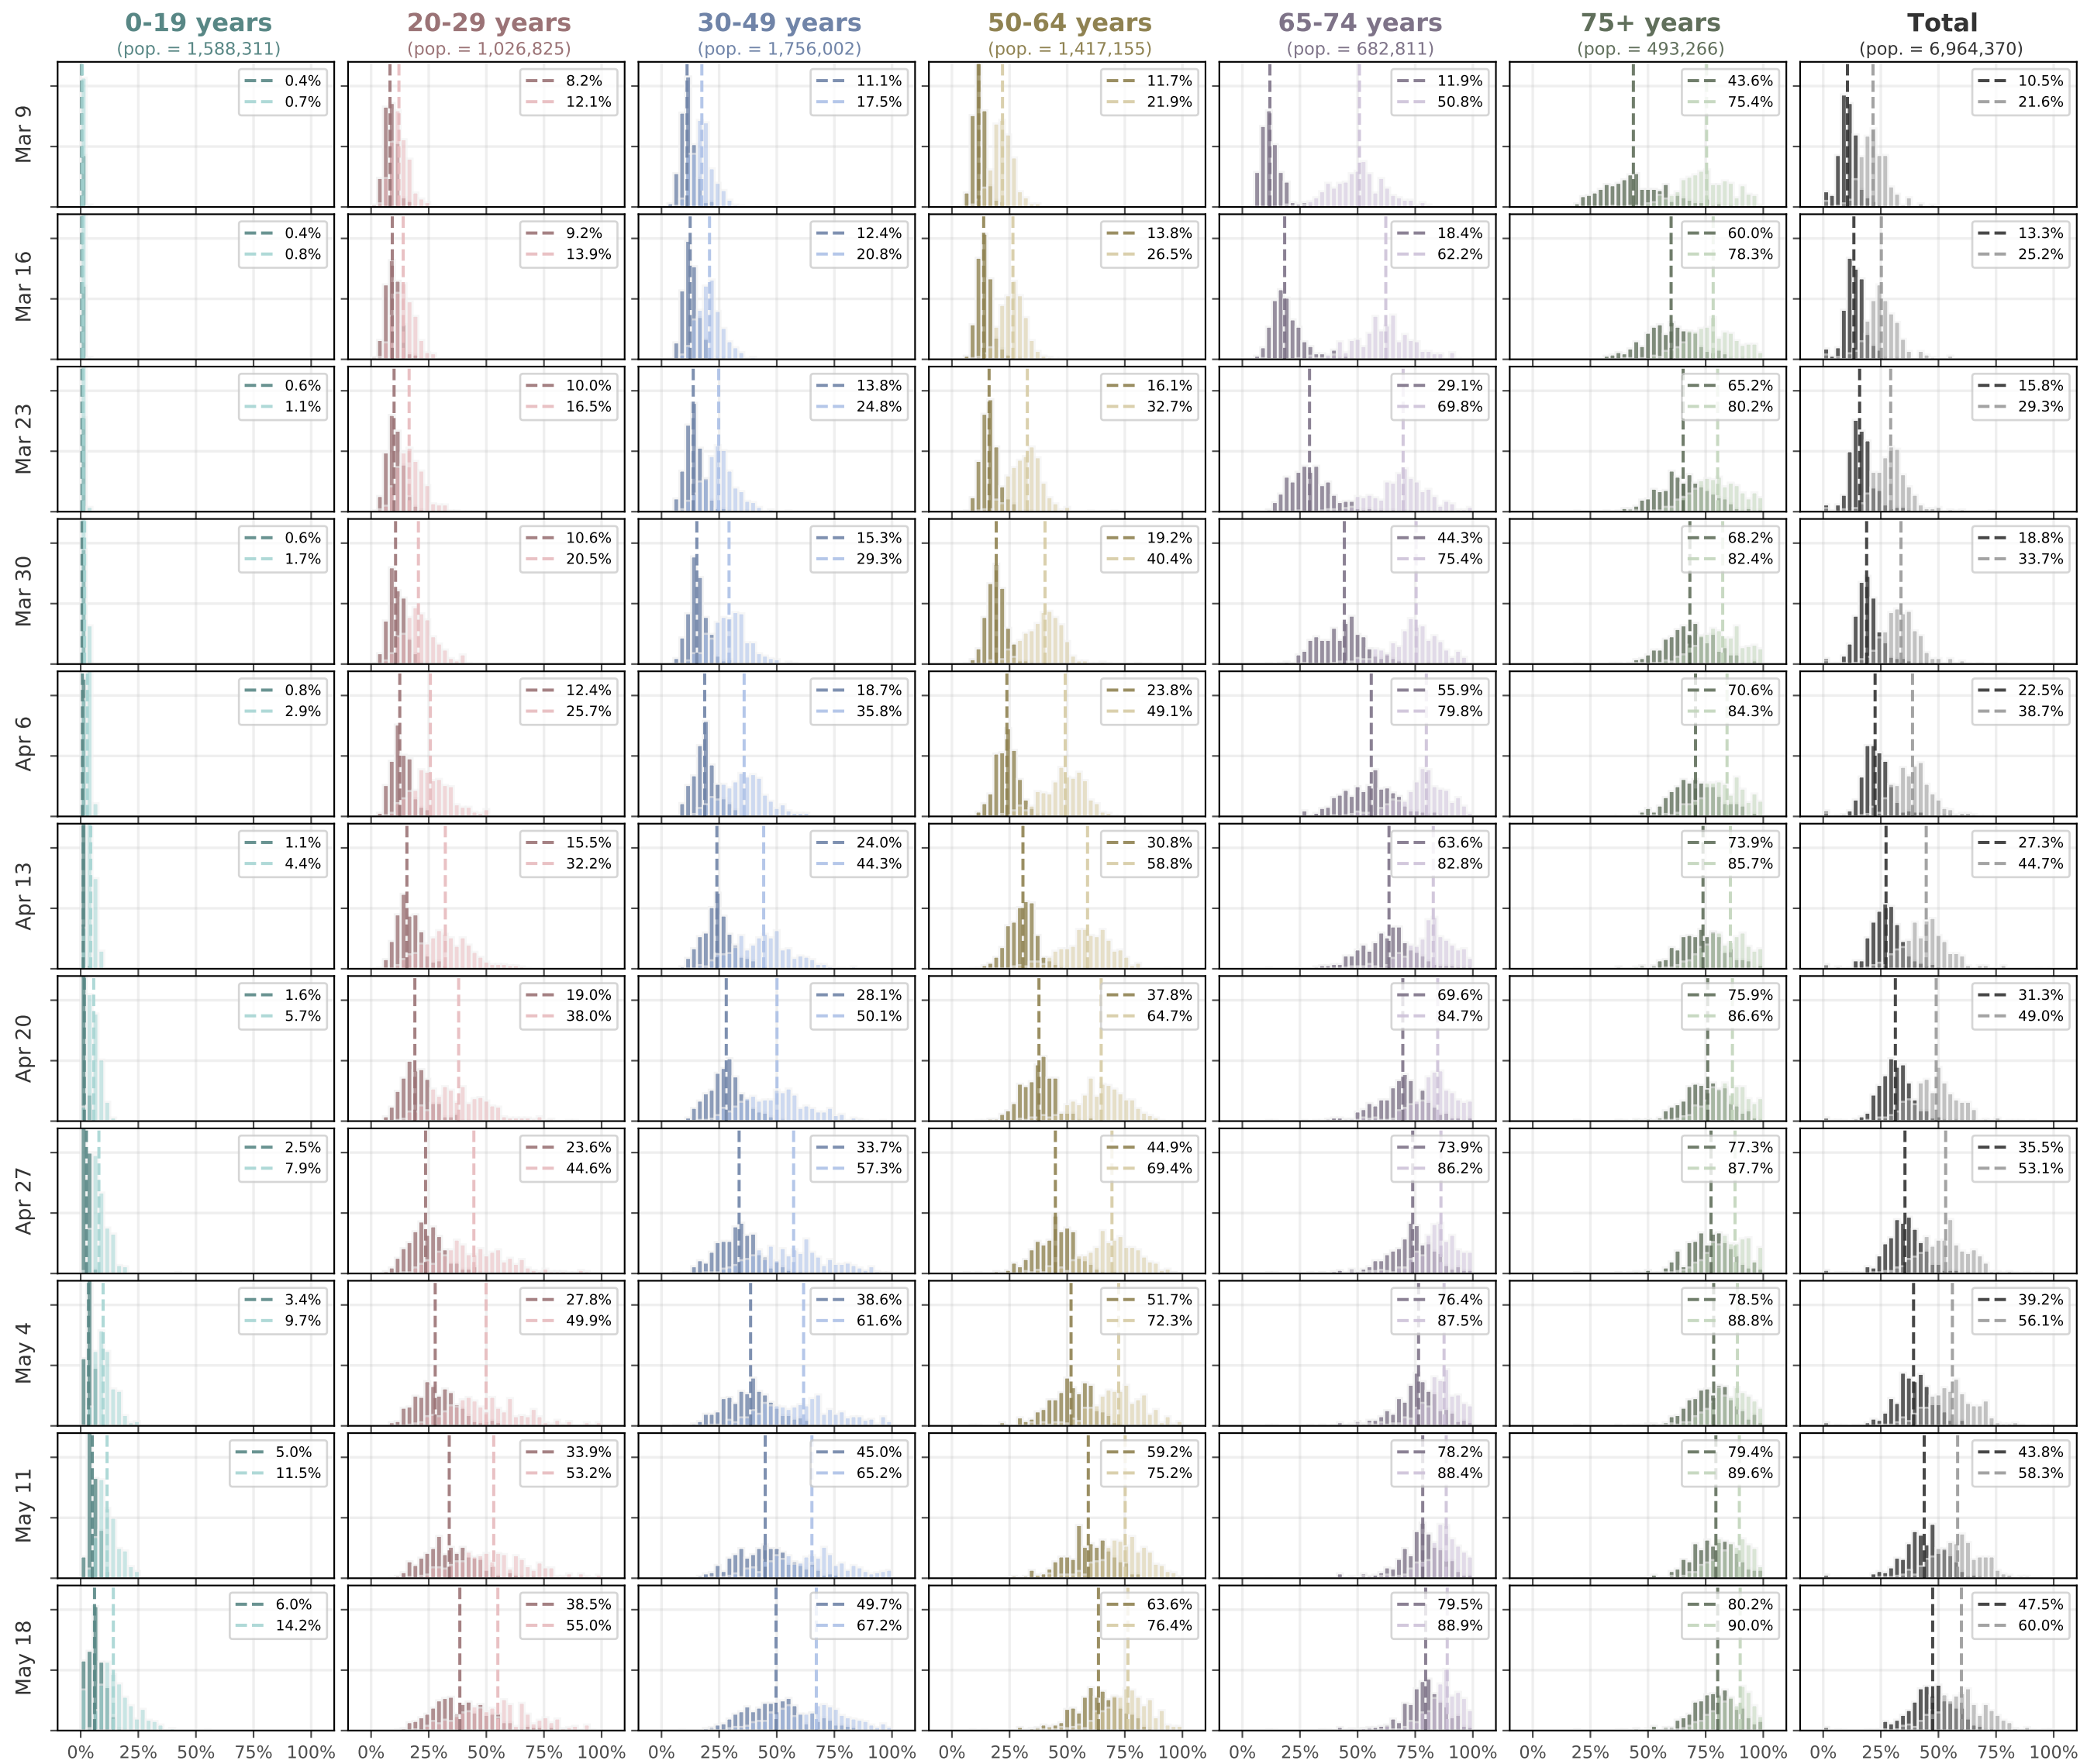 0-19 years 20-29 years 30-49 years 50-64 years 65-74 years 75+ years Total
(pop. = 1,588,311) (pop. = 1,026,825) (pop. = 1,756,002) (pop. = 1,417,155) (pop. = 682,811) (pop. = 493,266) (pop. = 6,964,370)
Mar 9
0.4% 8.2% 11.1% 11.7% 11.9% 43.6% 10.5%
0.7% 12.1% 17.5% 21.9% 50.8% 75.4% 21.6%
Mar 16
0.4% 9.2% 12.4% 13.8% 18.4% 60.0% 13.3%
0.8% 13.9% 20.8% 26.5% 62.2% 78.3% 25.2%
Mar 23
0.6% 10.0% 13.8% 16.1% 29.1% 65.2% 15.8%
1.1% 16.5% 24.8% 32.7% 69.8% 80.2% 29.3%
Mar 30
0.6% 10.6% 15.3% 19.2% 44.3% 68.2% 18.8%
1.7% 20.5% 29.3% 40.4% 75.4% 82.4% 33.7%
Apr 6
0.8% 12.4% 18.7% 23.8% 55.9% 70.6% 22.5%
2.9% 25.7% 35.8% 49.1% 79.8% 84.3% 38.7%
Apr 13
1.1% 15.5% 24.0% 30.8% 63.6% 73.9% 27.3%
4.4% 32.2% 44.3% 58.8% 82.8% 85.7% 44.7%
Apr 20
1.6% 19.0% 28.1% 37.8% 69.6% 75.9% 31.3%
5.7% 38.0% 50.1% 64.7% 84.7% 86.6% 49.0%
Apr 27
2.5% 23.6% 33.7% 44.9% 73.9% 77.3% 35.5%
7.9% 44.6% 57.3% 69.4% 86.2% 87.7% 53.1%
May 4
3.4% 27.8% 38.6% 51.7% 76.4% 78.5% 39.2%
9.7% 49.9% 61.6% 72.3% 87.5% 88.8% 56.1%
May 11
5.0% 33.9% 45.0% 59.2% 78.2% 79.4% 43.8%
11.5% 53.2% 65.2% 75.2% 88.4% 89.6% 58.3%
May 18
6.0% 38.5% 49.7% 63.6% 79.5% 80.2% 47.5%
14.2% 55.0% 67.2% 76.4% 88.9% 90.0% 60.0%
0% 25% 50% 75% 100% 0% 25% 50% 75% 100% 0% 25% 50% 75% 100% 0% 25% 50% 75% 100% 0% 25% 50% 75% 100% 0% 25% 50% 75% 100% 0% 25% 50% 75% 100%